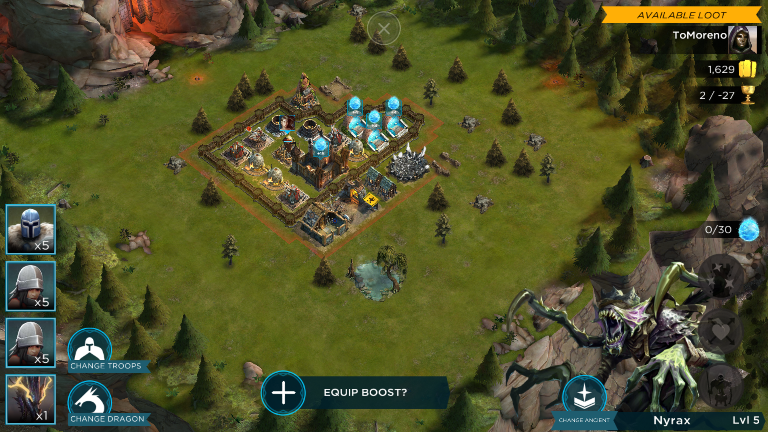 AVAILABLE LOOT
ToMoreno
1,629
2 / -27
0/30
x5
x5
x5
x1
CHANGE TROOPS
CHANGE DRAGON
EQUIP BOOST?
CHANGE ANCIENT
Nyrax
Lvl 5